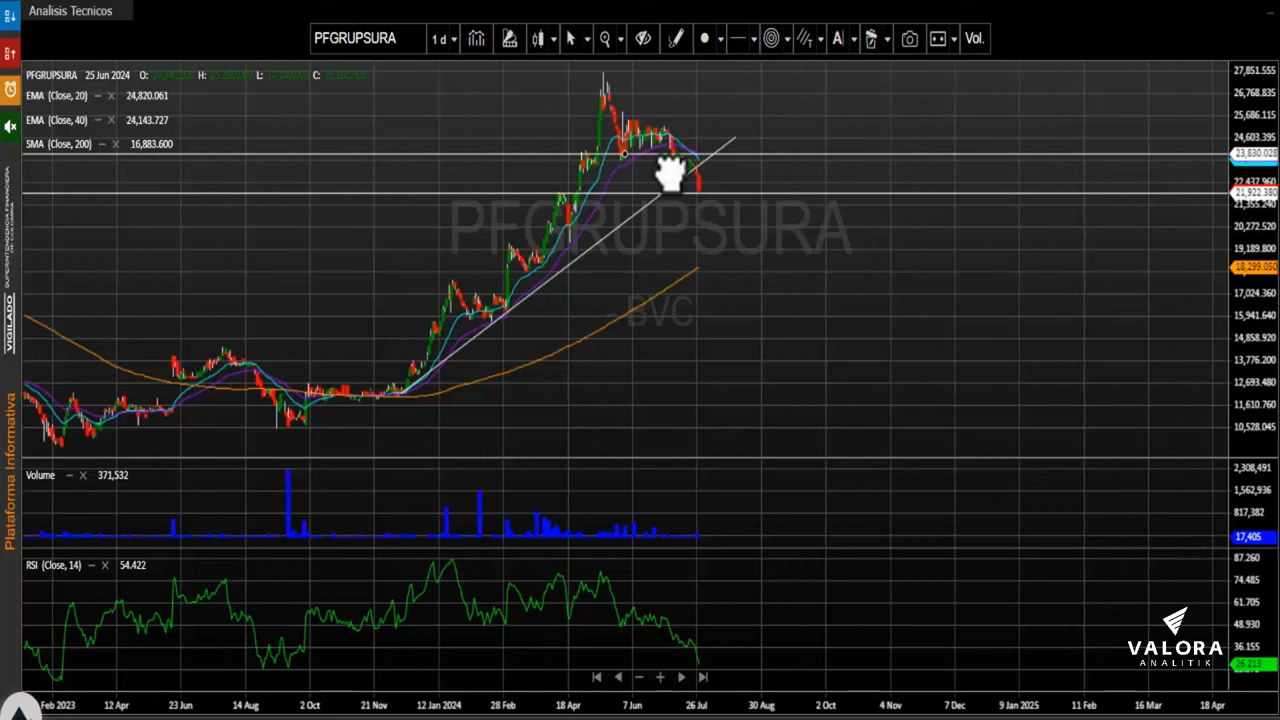 Analisis Tecnicos
PFGRUPSURA
1 d
Vol.
PFGRUPSURA 25 Jun 2024 O: H: L: C:
EMA (Close, 20) – X 24,820.061
EMA (Close, 40) – X 24,143.727
SMA (Close, 200) – X 16,883.600
27,851.555
26,768.835
25,686.115
24,603.395
23,830.028
22,437.960
21,922.380
21,355.240
20,272.520
19,189.800
18,299.050
17,024.360
15,941.640
14,858.920
13,776.200
12,693.480
11,610.760
10,528.045
PFGRUPSURA
- BVC
Volume – X 371,532
2,308,491
1,562,936
817,382
17,405
RSI (Close, 14) – X 54.422
87.260
74.485
61.705
48.930
36.155
26.213
VALORA
ANALITIK
Feb 2023 12 Apr 23 Jun 14 Aug 2 Oct 21 Nov 12 Jan 2024 28 Feb 18 Apr 7 Jun 26 Jul 30 Aug 2 Oct 4 Nov 7 Dec 9 Jan 2025 11 Feb 16 Mar 18 Apr
VIGILADO SUPERINTENDENCIA FINANCIERA
Plataforma Informativa